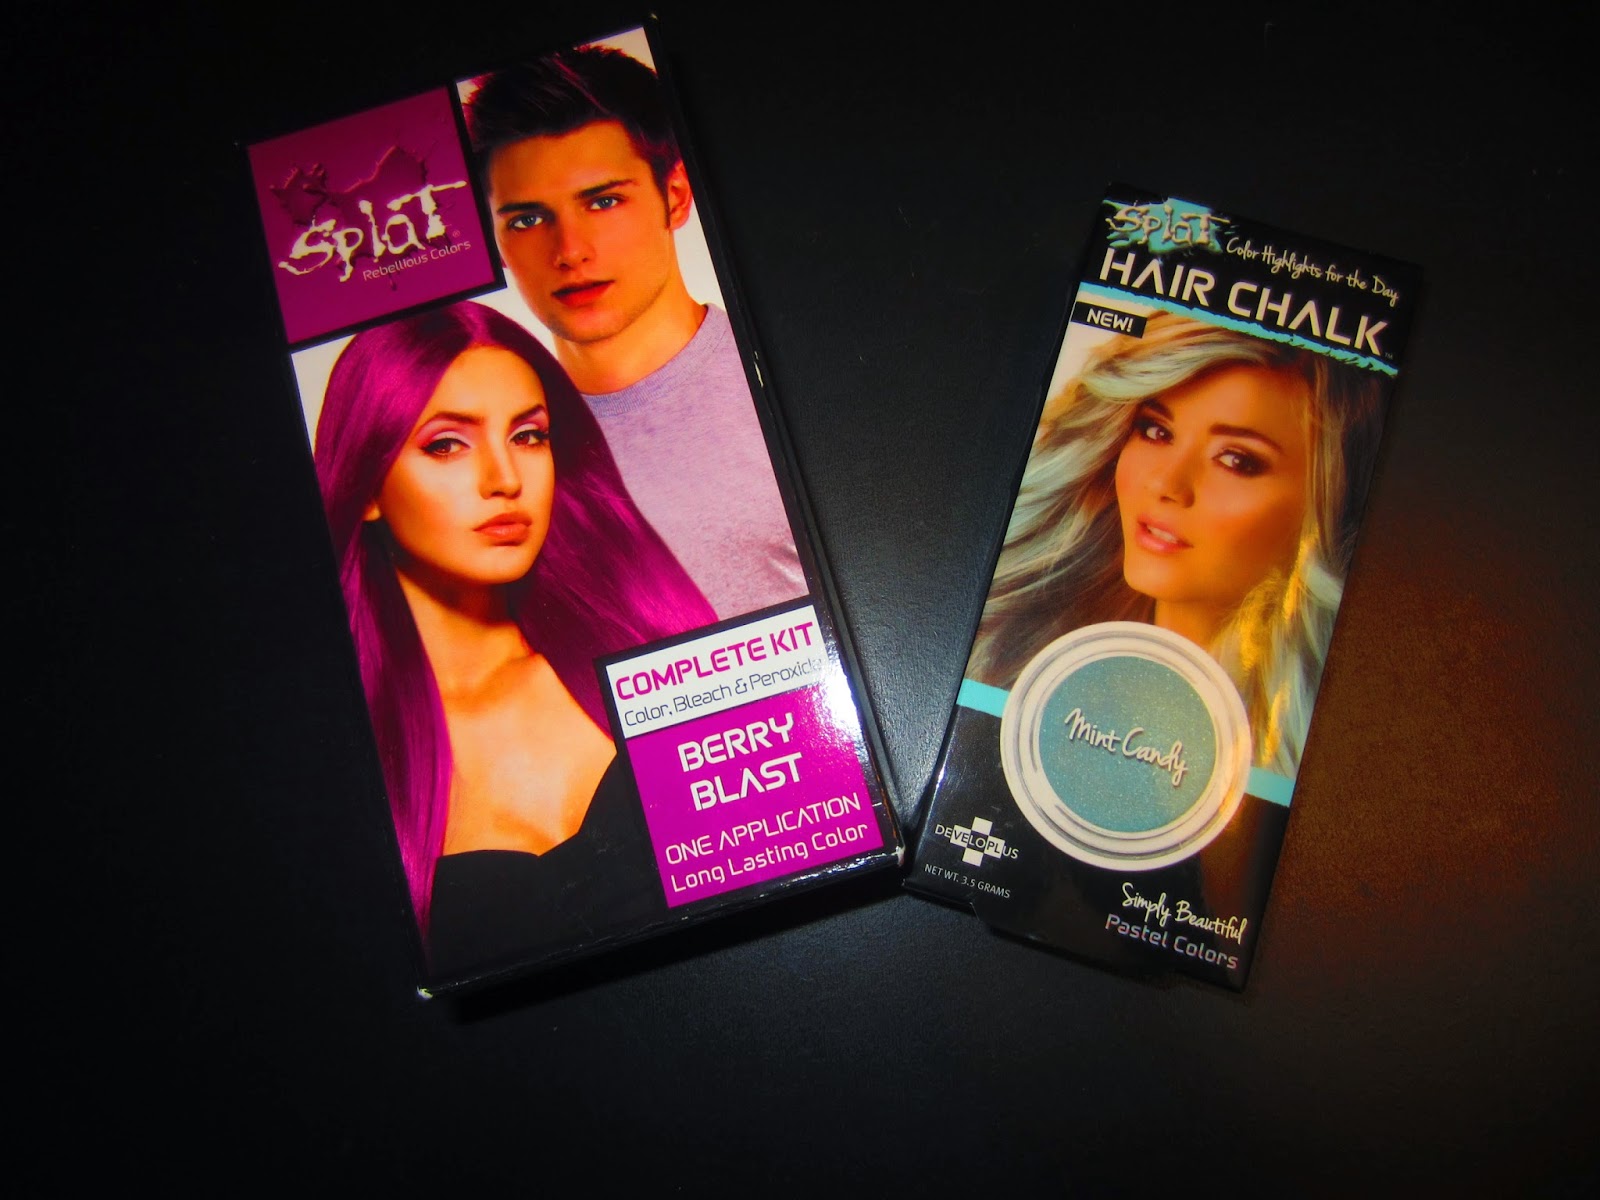 Splat
Rebellious Colors
COMPLETE KIT
Color, Bleach & Peroxide
BERRY
BLAST
ONE APPLICATION
Long Lasting Color
Splat
Color Highlights for the Day
HAIR CHALK™
NEW!
Mint Candy
DEVELOPLUS
NET WT. 3.5 GRAMS
Simply Beautiful
Pastel Colors